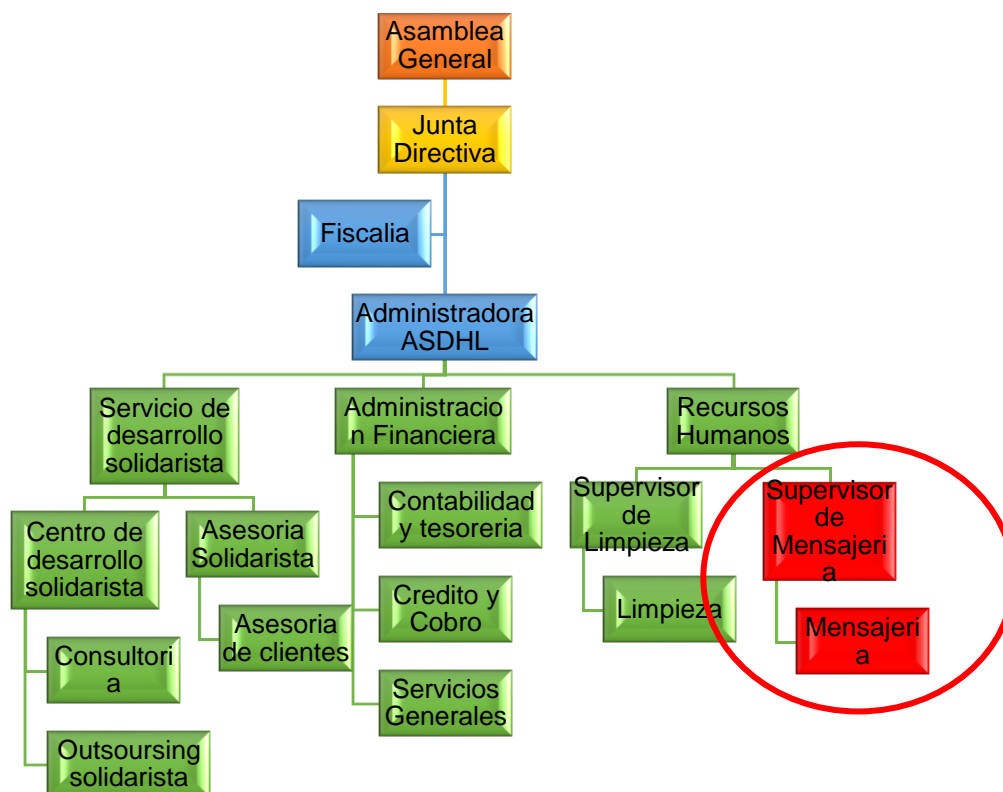 Asamblea
General
Junta
Directiva
Fiscalia
Administradora
ASDHL
Servicio de
desarrollo
solidarista
Administracio
n Financiera
Recursos
Humanos
Centro de
desarrollo
solidarista
Asesoria
Solidarista
Contabilidad
y tesoreria
Supervisor
de
Limpieza
Supervisor
de
Mensajeri
a
Consultori
a
Asesoria
de clientes
Credito y
Cobro
Limpieza
Mensajeri
a
Outsoursing
solidarista
Servicios
Generales